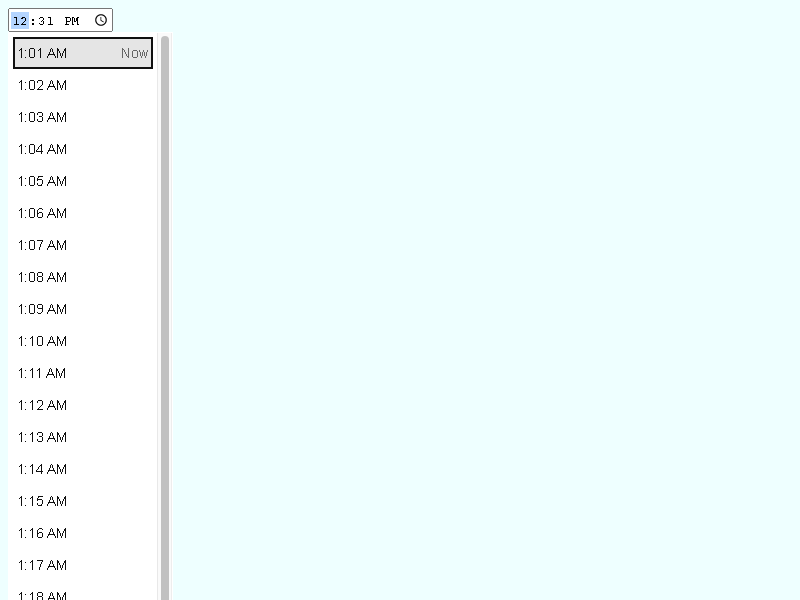 12:31 PM
1:01 AM Now
1:02 AM
1:03 AM
1:04 AM
1:05 AM
1:06 AM
1:07 AM
1:08 AM
1:09 AM
1:10 AM
1:11 AM
1:12 AM
1:13 AM
1:14 AM
1:15 AM
1:16 AM
1:17 AM
1:18 AM